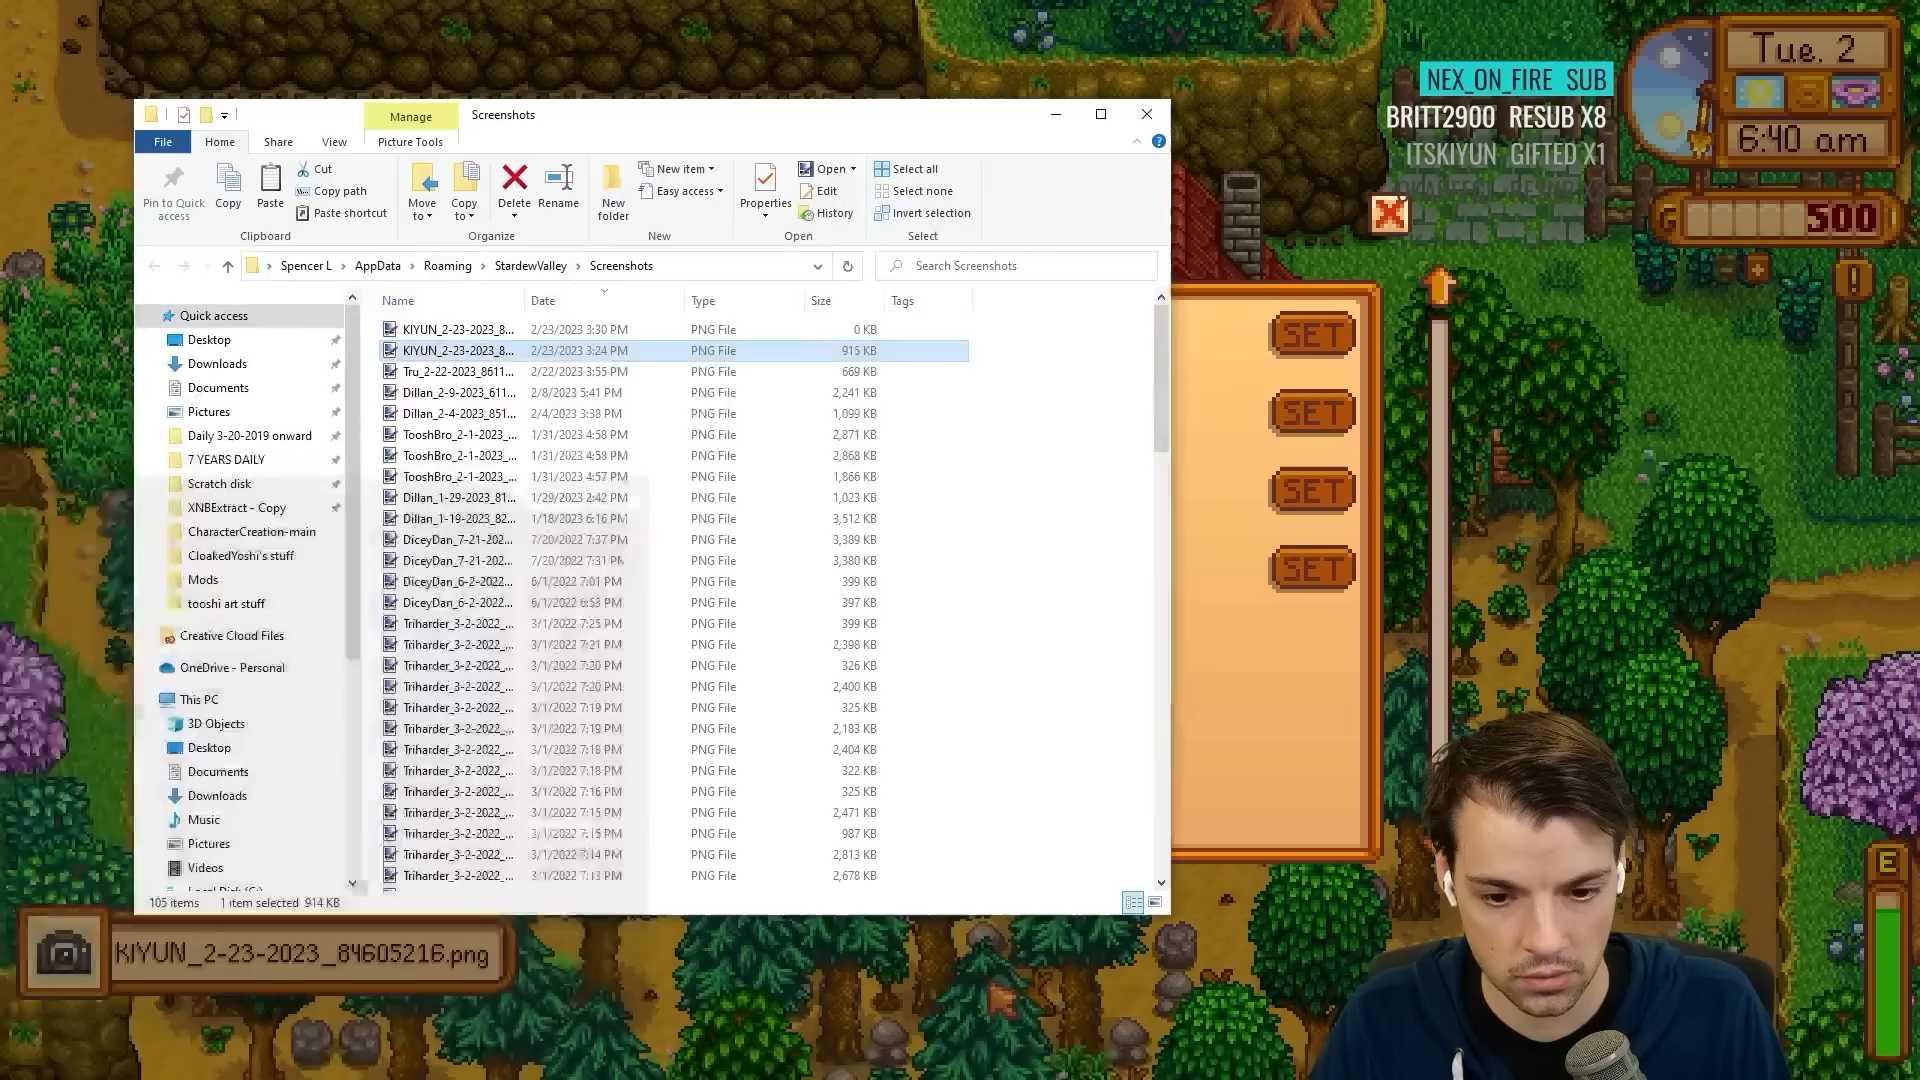 Tue. 2
6:40 am
500
NEX_ON_FIRE SUB
BRITT2900 RESUB X8
ITSKIYUN GIFTED X1
Manage
Screenshots
File
Home
Share
View
Picture Tools
Pin to Quick access
Copy
Paste
Cut
Copy path
Paste shortcut
Clipboard
Move to
Copy to
Delete
Rename
Organize
New folder
New item
Easy access
New
Properties
Open
Edit
History
Open
Select all
Select none
Invert selection
Select
Spencer L > AppData > Roaming > StardewValley > Screenshots
Search Screenshots
Quick access
Desktop
Downloads
Documents
Pictures
Daily 3-20-2019 onward
7 YEARS DAILY
Scratch disk
XNBExtract - Copy
CharacterCreation-main
CloakedYoshi's stuff
Mods
tooshi art stuff
Creative Cloud Files
OneDrive - Personal
This PC
3D Objects
Desktop
Documents
Downloads
Music
Pictures
Videos
Name Date Type Size Tags
KIYUN_2-23-2023_8... 2/23/2023 3:30 PM PNG File 0 KB
KIYUN_2-23-2023_8... 2/23/2023 3:24 PM PNG File 915 KB
Tru_2-22-2023_8611... 2/22/2023 3:55 PM PNG File 669 KB
Dillan_2-9-2023_611... 2/8/2023 5:41 PM PNG File 2,241 KB
Dillan_2-4-2023_851... 2/4/2023 3:38 PM PNG File 1,099 KB
TooshBro_2-1-2023_... 1/31/2023 4:58 PM PNG File 2,871 KB
TooshBro_2-1-2023_... 1/31/2023 4:58 PM PNG File 2,868 KB
TooshBro_2-1-2023_... 1/31/2023 4:57 PM PNG File 1,866 KB
Dillan_1-29-2023_81... 1/29/2023 2:42 PM PNG File 1,023 KB
Dillan_1-19-2023_82... 1/18/2023 6:16 PM PNG File 3,512 KB
DiceyDan_7-21-202... 7/20/2022 7:37 PM PNG File 3,389 KB
DiceyDan_7-21-202... 7/20/2022 7:31 PM PNG File 3,380 KB
DiceyDan_6-2-2022... 6/1/2022 7:01 PM PNG File 399 KB
DiceyDan_6-2-2022... 6/1/2022 6:53 PM PNG File 397 KB
Triharder_3-2-2022_... 3/1/2022 7:25 PM PNG File 399 KB
Triharder_3-2-2022_... 3/1/2022 7:21 PM PNG File 2,398 KB
Triharder_3-2-2022_... 3/1/2022 7:20 PM PNG File 326 KB
Triharder_3-2-2022_... 3/1/2022 7:20 PM PNG File 2,400 KB
Triharder_3-2-2022_... 3/1/2022 7:19 PM PNG File 325 KB
Triharder_3-2-2022_... 3/1/2022 7:19 PM PNG File 2,183 KB
Triharder_3-2-2022_... 3/1/2022 7:18 PM PNG File 2,404 KB
Triharder_3-2-2022_... 3/1/2022 7:18 PM PNG File 322 KB
Triharder_3-2-2022_... 3/1/2022 7:16 PM PNG File 325 KB
Triharder_3-2-2022_... 3/1/2022 7:15 PM PNG File 2,471 KB
Triharder_3-2-2022_... 3/1/2022 7:15 PM PNG File 987 KB
Triharder_3-2-2022_... 3/1/2022 7:14 PM PNG File 2,813 KB
Triharder_3-2-2022_... 3/1/2022 7:13 PM PNG File 2,678 KB
105 items 1 item selected 914 KB
SET
SET
SET
SET
E
KIYUN_2-23-2023_84605216.png